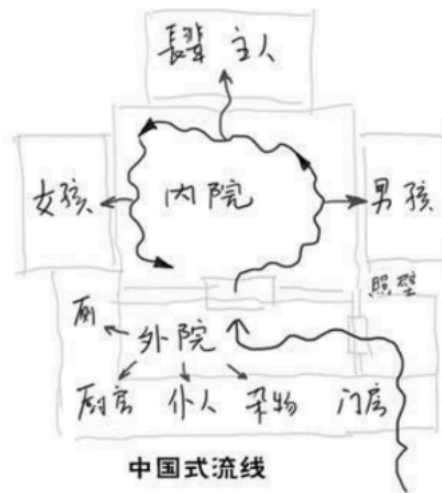 長辈 主人
女孩
内院
男孩
照壁
厕
外院
厨房 仆人 杂物 门房
中国式流线